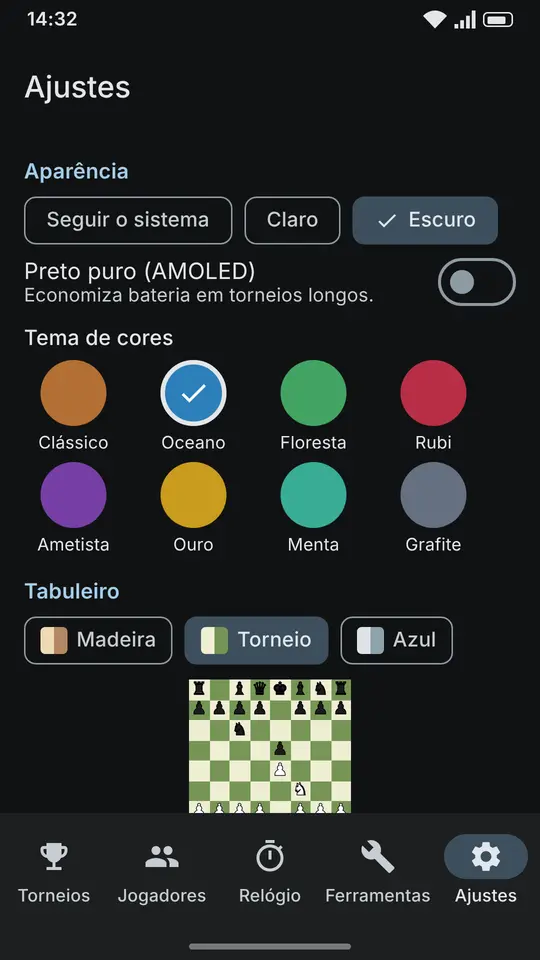 14:32
Ajustes
Aparência
Seguir o sistema Claro Escuro
Preto puro (AMOLED)
Economiza bateria em torneios longos.
Tema de cores
Clássico Oceano Floresta Rubi
Ametista Ouro Menta Grafite
Tabuleiro
Madeira Torneio Azul
Torneios Jogadores Relógio Ferramentas Ajustes